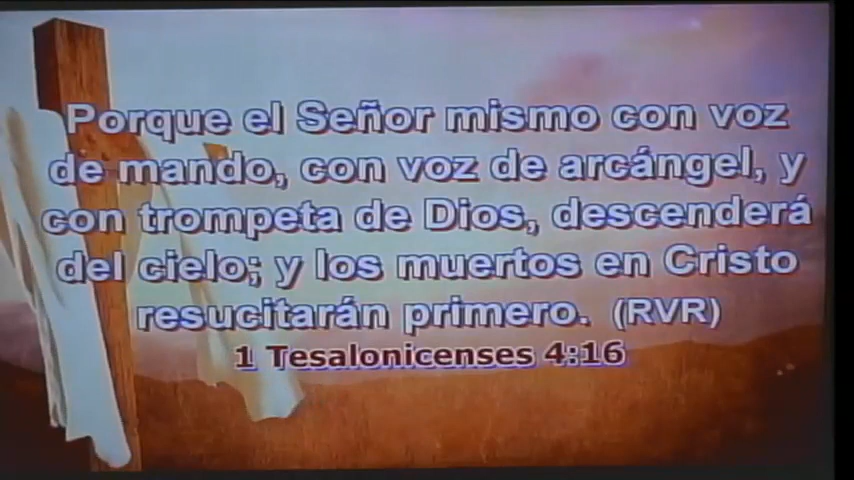 Porque el Señor mismo con voz
de mando, con voz de arcángel, y
con trompeta de Dios, descenderá
del cielo; y los muertos en Cristo
resucitarán primero. (RVR)
1 Tesalonicenses 4:16